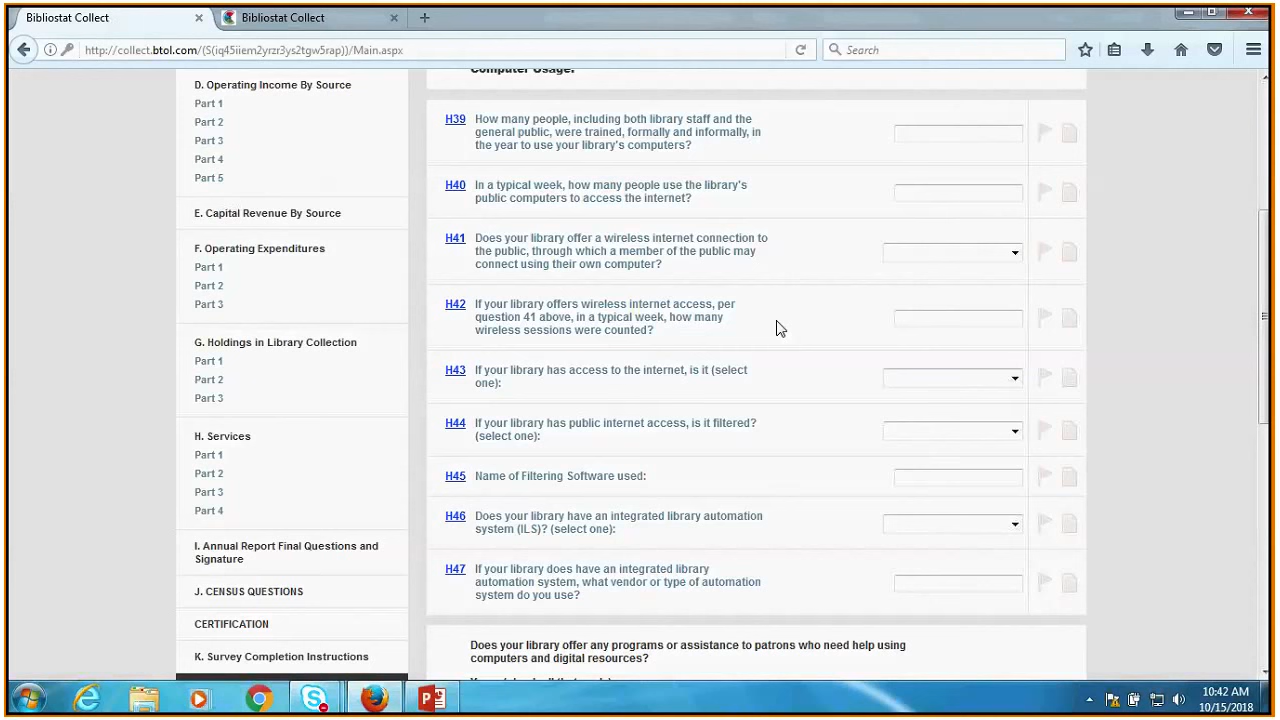 Bibliostat Collect
Bibliostat Collect
http://collect.btol.com/(S(iq45iiem2yrzr3ys2tgw5rap))/Main.aspx
Search
D. Operating Income By Source
Part 1
Part 2
Part 3
Part 4
Part 5
E. Capital Revenue By Source
F. Operating Expenditures
Part 1
Part 2
Part 3
G. Holdings in Library Collection
Part 1
Part 2
Part 3
H. Services
Part 1
Part 2
Part 3
Part 4
I. Annual Report Final Questions and
Signature
J. CENSUS QUESTIONS
CERTIFICATION
K. Survey Completion Instructions
Computer Usage:
H39 How many people, including both library staff and the
general public, were trained, formally and informally, in
the year to use your library's computers?
H40 In a typical week, how many people use the library's
public computers to access the internet?
H41 Does your library offer a wireless internet connection to
the public, through which a member of the public may
connect using their own computer?
H42 If your library offers wireless internet access, per
question 41 above, in a typical week, how many
wireless sessions were counted?
H43 If your library has access to the internet, is it (select
one):
H44 If your library has public internet access, is it filtered?
(select one):
H45 Name of Filtering Software used:
H46 Does your library have an integrated library automation
system (ILS)? (select one):
H47 If your library does have an integrated library
automation system, what vendor or type of automation
system do you use?
Does your library offer any programs or assistance to patrons who need help using
computers and digital resources?
10:42 AM
10/15/2018